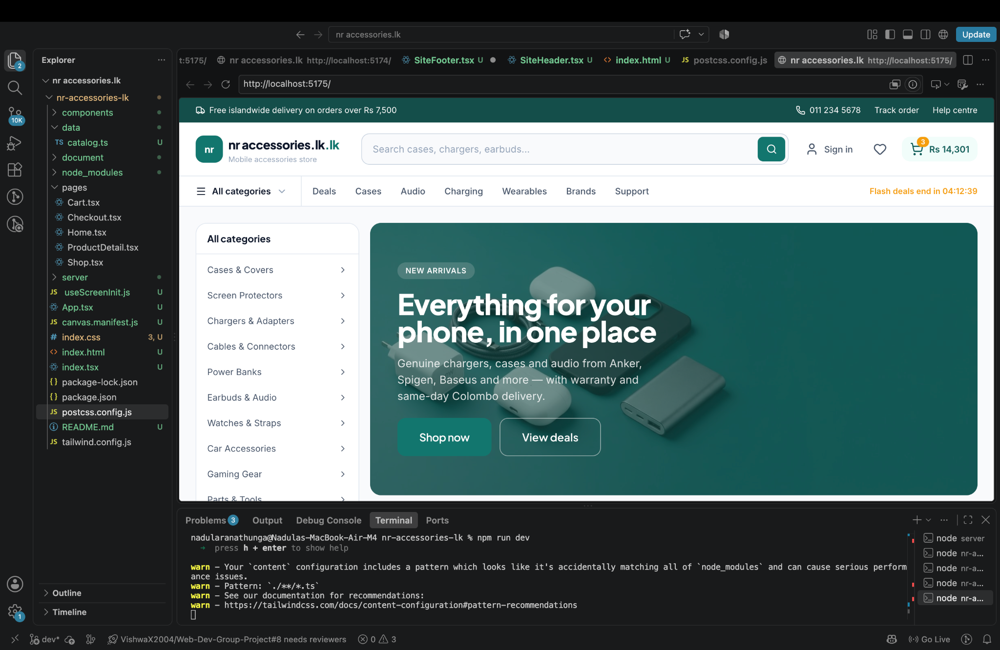 nr accessories.lk
Update
2
Explorer
t:5175/
nr accessories.lk http://localhost:5174/
SiteFooter.tsx U
SiteHeader.tsx U
<> index.html U
JS postcss.config.js
nr accessories.lk http://localhost:5175/
http://localhost:5175/
nr accessories.lk
nr-accessories-lk
components
data
TS catalog.ts U
document
node_modules
pages
Cart.tsx
Checkout.tsx
Home.tsx
ProductDetail.tsx
Shop.tsx
server
JS useScreenInit.js U
App.tsx U
JS canvas.manifest.js U
# index.css 3, U
<> index.html U
index.tsx U
{} package-lock.json
{} package.json
JS postcss.config.js
README.md U
JS tailwind.config.js
10K
Outline
Timeline
1
Free islandwide delivery on orders over Rs 7,500
011 234 5678 Track order Help centre
nr
nr accessories.lk.lk
Mobile accessories store
Search cases, chargers, earbuds...
Sign in
3
Rs 14,301
All categories
Deals Cases Audio Charging Wearables Brands Support
Flash deals end in 04:12:39
All categories
Cases & Covers
Screen Protectors
Chargers & Adapters
Cables & Connectors
Power Banks
Earbuds & Audio
Watches & Straps
Car Accessories
Gaming Gear
Parts & Tools
NEW ARRIVALS
Everything for your
phone, in one place
Genuine chargers, cases and audio from Anker,
Spigen, Baseus and more — with warranty and
same-day Colombo delivery.
Shop now
View deals
Problems 3 Output Debug Console Terminal Ports
nadularanathunga@Nadulas-MacBook-Air-M4 nr-accessories-lk % npm run dev
➜ press h + enter to show help
warn - Your `content` configuration includes a pattern which looks like it's accidentally matching all of `node_modules` and can cause serious perform
ance issues.
warn - Pattern: `./**/*.ts`
warn - See our documentation for recommendations:
warn - https://tailwindcss.com/docs/content-configuration#pattern-recommendations
node server
node nr-a...
node nr-a...
node nr-a...
node nr-a...
dev*
VishwaX2004/Web-Dev-Group-Project#8 needs reviewers
0 3
Go Live